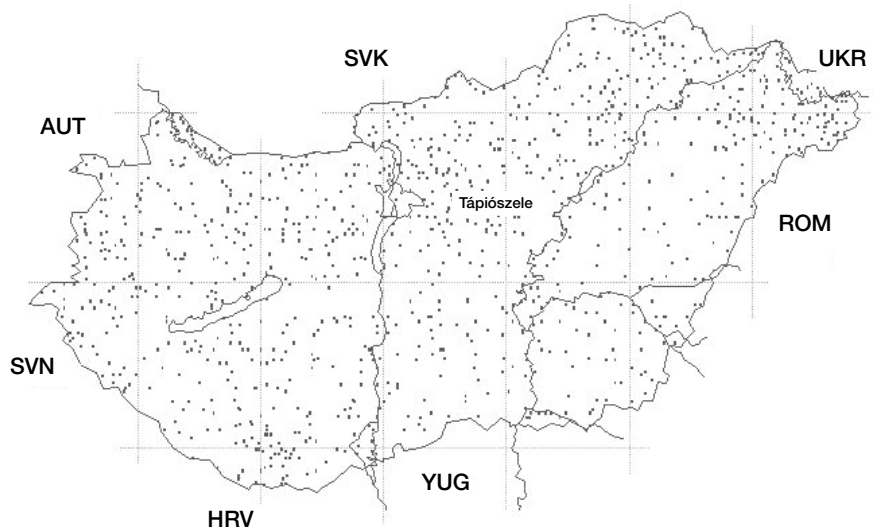 SVK
UKR
AUT
Tápiószele
ROM
SVN
YUG
HRV